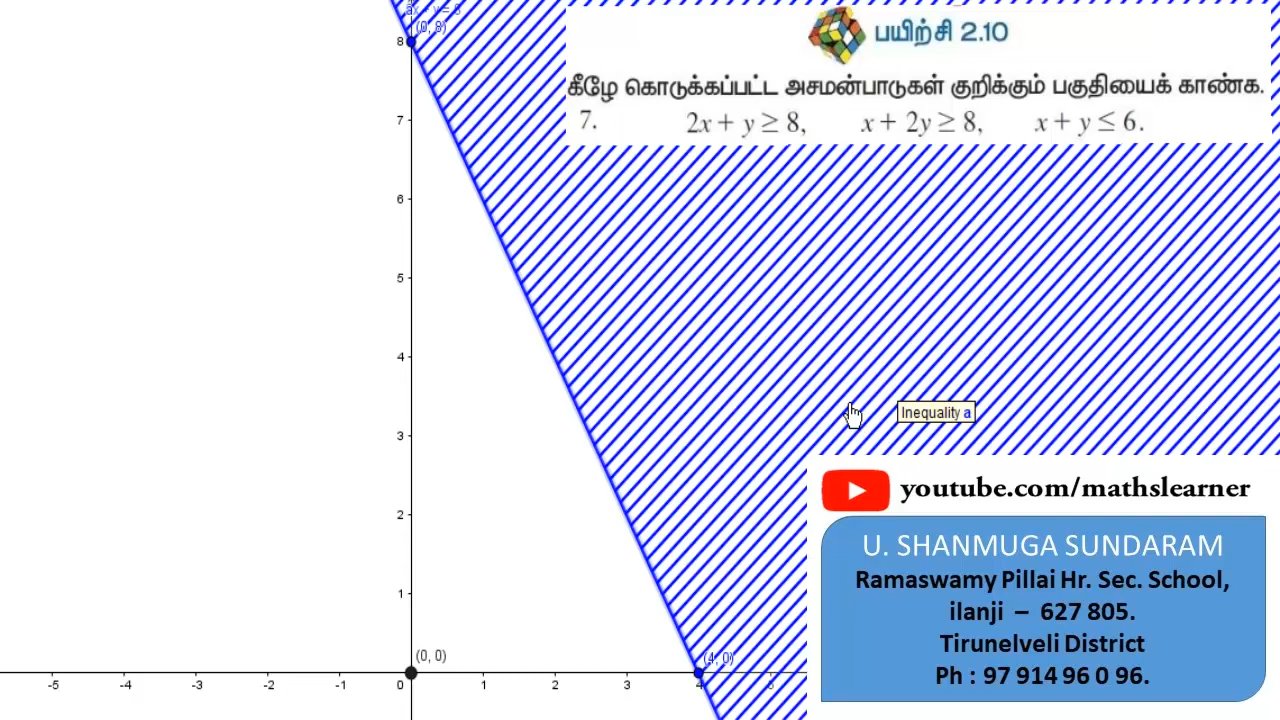 (0, 8)
பயிற்சி 2.10
கீழே கொடுக்கப்பட்ட அசமன்பாடுகள் குறிக்கும் பகுதியைக் காண்க.
7. 2x + y ≥ 8, x + 2y ≥ 8, x + y ≤ 6.
8
7
6
5
4
3
2
1
Inequality a
(0, 0)
(4, 0)
-5 -4 -3 -2 -1 0 1 2 3 4 5
youtube.com/mathslearner
U. SHANMUGA SUNDARAM
Ramaswamy Pillai Hr. Sec. School,
ilanji – 627 805.
Tirunelveli District
Ph : 97 914 96 0 96.